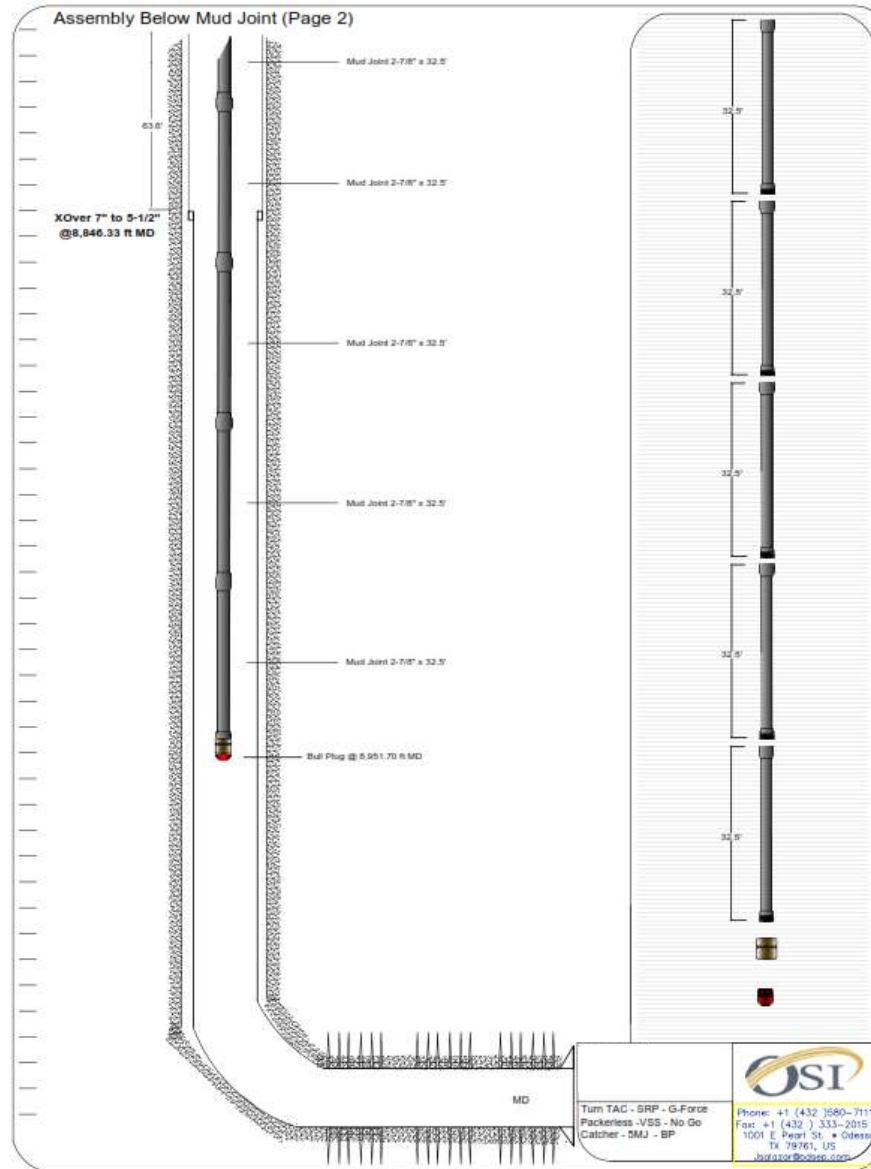 Assembly Below Mud Joint (Page 2)
Mud Joint 2-7/8" x 32.5'
63.8'
Mud Joint 2-7/8" x 32.5'
XOver 7" to 5-1/2"
@8,846.33 ft MD
Mud Joint 2-7/8" x 32.5'
Mud Joint 2-7/8" x 32.5'
Mud Joint 2-7/8" x 32.5'
Bull Plug @ 8,951.70 ft MD
32.5'
32.5'
32.5'
32.5'
32.5'
MD
Turn TAC - SRP - G-Force
Packerless -VSS - No Go
Catcher - 5MJ - BP
OSI
Phone: +1 (432 )580-7111
Fax: +1 (432 ) 333-2015
1001 E Pearl St. * Odess
TX 79761, US